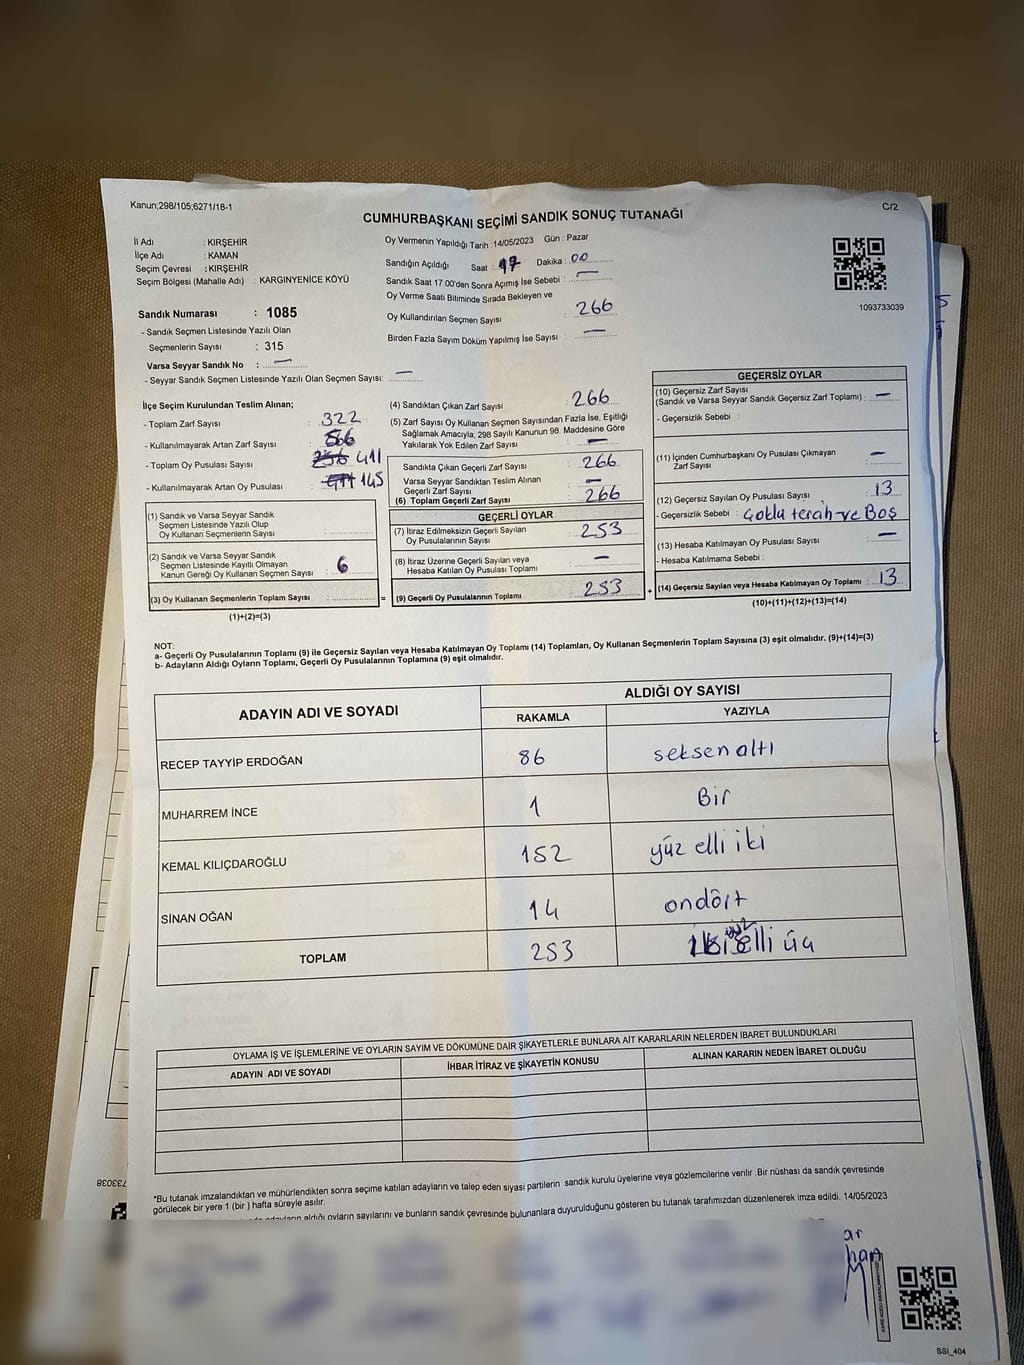 Kanun;298/105;6271/16-1
C/2
CUMHURBAŞKANI SEÇİMİ SANDIK SONUÇ TUTANAĞI
İl Adı : KIRŞEHİR
İlçe Adı : KAMAN
Seçim Çevresi : KIRŞEHİR
Seçim Bölgesi (Mahalle Adı) : KARGINYENİCE KÖYÜ
Oy Vermenin Yapıldığı Tarih : 14/05/2023 Gün : Pazar
Sandığın Açıldığı Saat : 17 Dakika : 00
Sandık Saat 17:00'den Sonra Açımış İse Sebebi : —
Oy Verme Saati Bitiminde Sırada Bekleyen ve
Oy Kullandırılan Seçmen Sayısı : 266
Birden Fazla Sayım Döküm Yapılmış İse Sayısı : —
1093733039
Sandık Numarası : 1085
- Sandık Seçmen Listesinde Yazılı Olan
Seçmenlerin Sayısı : 315
Varsa Seyyar Sandık No : —
- Seyyar Sandık Seçmen Listesinde Yazılı Olan Seçmen Sayısı: —
İlçe Seçim Kurulundan Teslim Alınan;
- Toplam Zarf Sayısı : 322
- Kullanılmayarak Artan Zarf Sayısı :
- Toplam Oy Pusulası Sayısı : 411
- Kullanılmayarak Artan Oy Pusulası : 145
(1) Sandık ve Varsa Seyyar Sandık
Seçmen Listesinde Yazılı Olup
Oy Kullanan Seçmenlerin Sayısı :
(2) Sandık ve Varsa Seyyar Sandık
Seçmen Listesinde Kayıtlı Olmayan
Kanun Gereği Oy Kullanan Seçmen Sayısı : 6
(3) Oy Kullanan Seçmenlerin Toplam Sayısı : =
(1)+(2)=(3)
(4) Sandıktan Çıkan Zarf Sayısı : 266
(5) Zarf Sayısı Oy Kullanan Seçmen Sayısından Fazla İse, Eşitliği
Sağlamak Amacıyla, 298 Sayılı Kanunun 98. Maddesine Göre
Yakılarak Yok Edilen Zarf Sayısı : —
Sandıkta Çıkan Geçerli Zarf Sayısı : 266
Varsa Seyyar Sandıktan Teslim Alınan
Geçerli Zarf Sayısı : —
(6) Toplam Geçerli Zarf Sayısı : 266
GEÇERLİ OYLAR
(7) İtiraz Edilmeksizin Geçerli Sayılan
Oy Pusulalarının Sayısı : 253
(8) İtiraz Üzerine Geçerli Sayılan veya
Hesaba Katılan Oy Pusulası Toplamı : —
(9) Geçerli Oy Pusulalarının Toplamı : 253 +
GEÇERSİZ OYLAR
(10) Geçersiz Zarf Sayısı
(Sandık ve Varsa Seyyar Sandık Geçersiz Zarf Toplamı) : —
- Geçersizlik Sebebi :
(11) İçinden Cumhurbaşkanı Oy Pusulası Çıkmayan
Zarf Sayısı : —
(12) Geçersiz Sayılan Oy Pusulası Sayısı : 13
- Geçersizlik Sebebi : Çoklu tercih ve Boş
(13) Hesaba Katılmayan Oy Pusulası Sayısı : —
- Hesaba Katılmama Sebebi :
(14) Geçersiz Sayılan veya Hesaba Katılmayan Oy Toplamı : 13
(10)+(11)+(12)+(13)=(14)
NOT:
a- Geçerli Oy Pusulalarının Toplamı (9) ile Geçersiz Sayılan veya Hesaba Katılmayan Oy Toplamı (14) Toplamları, Oy Kullanan Seçmenlerin Toplam Sayısına (3) eşit olmalıdır. (9)+(14)=(3)
b- Adayların Aldığı Oyların Toplamı, Geçerli Oy Pusulalarının Toplamına (9) eşit olmalıdır.
ADAYIN ADI VE SOYADI
ALDIĞI OY SAYISI
RAKAMLA YAZIYLA
RECEP TAYYİP ERDOĞAN 86 seksen altı
MUHARREM İNCE 1 Bir
KEMAL KILIÇDAROĞLU 152 yüz elli iki
SİNAN OĞAN 14 ondört
TOPLAM 253 iki yüz elli üç
OYLAMA İŞ VE İŞLEMLERİNE VE OYLARIN SAYIM VE DÖKÜMÜNE DAİR ŞİKAYETLERLE BUNLARA AİT KARARLARIN NELERDEN İBARET BULUNDUKLARI
ADAYIN ADI VE SOYADI İHBAR İTİRAZ VE ŞİKAYETİN KONUSU ALINAN KARARIN NEDEN İBARET OLDUĞU
*Bu tutanak imzalandıktan ve mühürlendikten sonra seçime katılan adayların ve talep eden siyasi partilerin sandık kurulu üyelerine veya gözlemcilerine verilir. Bir nüshası da sandık çevresinde
görülecek bir yere 1 (bir ) hafta süreyle asılır.
adayların aldığı oyların sayılarını ve bunların sandık çevresinde bulunanlara duyurulduğunu gösteren bu tutanak tarafımızdan düzenlenerek imza edildi. 14/05/2023
SSI_404